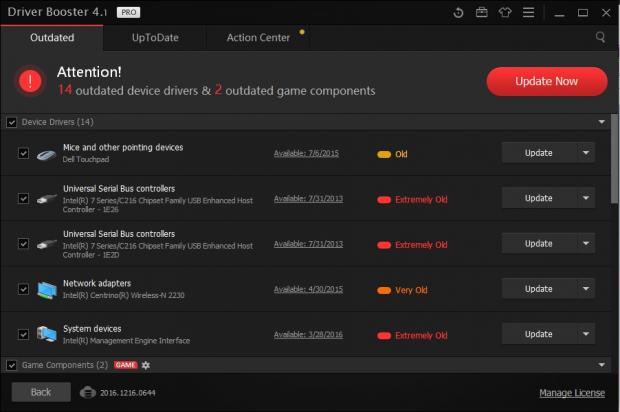 Driver Booster 4.1 PRO
Outdated UpToDate Action Center
Attention!
14 outdated device drivers & 2 outdated game components
Update Now
Device Drivers (14)
Mice and other pointing devices
Dell Touchpad
Available: 7/6/2015
Old
Update
Universal Serial Bus controllers
Intel(R) 7 Series/C216 Chipset Family USB Enhanced Host
Controller - 1E26
Available: 7/31/2013
Extremely Old
Update
Universal Serial Bus controllers
Intel(R) 7 Series/C216 Chipset Family USB Enhanced Host
Controller - 1E2D
Available: 7/31/2013
Extremely Old
Update
Network adapters
Intel(R) Centrino(R) Wireless-N 2230
Available: 4/30/2015
Very Old
Update
System devices
Intel(R) Management Engine Interface
Available: 3/28/2016
Extremely Old
Update
Game Components (2) GAME
Back
2016.1216.0644
Manage License